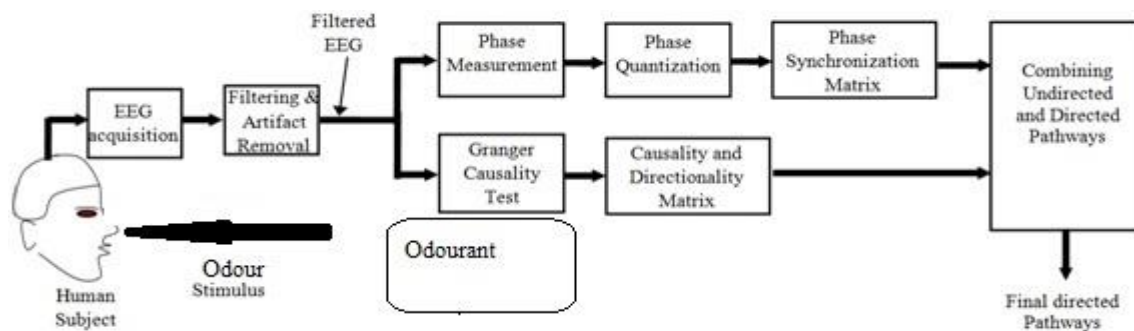 Filtered
EEG
EEG
acquisition
Filtering &
Artifact
Removal
Phase
Measurement
Phase
Quantization
Phase
Synchronization
Matrix
Granger
Causality
Test
Causality and
Directionality
Matrix
Combining
Undirected
and Directed
Pathways
Odourant
Odour
Stimulus
Human
Subject
Final directed
Pathways